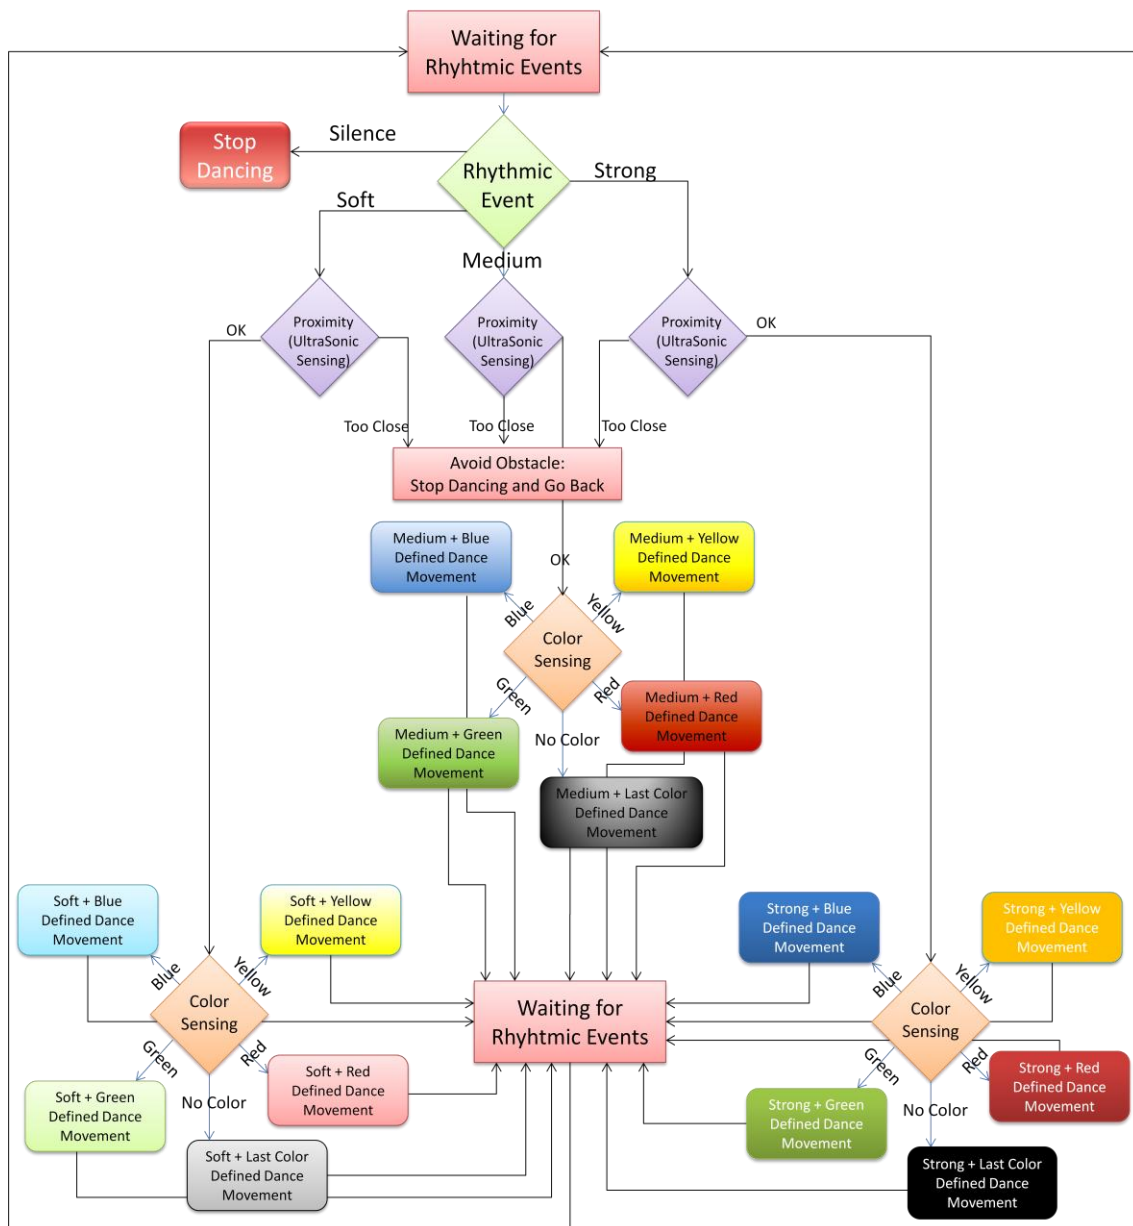 Waiting for
Rhyhtmic Events
Silence
Stop
Dancing
Rhythmic
Event
Strong
Soft
Medium
OK
Proximity
(UltraSonic
Sensing)
Proximity
(UltraSonic
Sensing)
Proximity
(UltraSonic
Sensing)
OK
Too Close
Too Close
Too Close
Avoid Obstacle:
Stop Dancing and Go Back
Medium + Blue
Defined Dance
Movement
OK
Medium + Yellow
Defined Dance
Movement
Blue
Yellow
Color
Sensing
Green
Red
Medium + Red
Defined Dance
Movement
Medium + Green
Defined Dance
Movement
No Color
Medium + Last Color
Defined Dance
Movement
Soft + Blue
Defined Dance
Movement
Soft + Yellow
Defined Dance
Movement
Blue
Yellow
Color
Sensing
Green
Red
Soft + Green
Defined Dance
Movement
No Color
Soft + Red
Defined Dance
Movement
Soft + Last Color
Defined Dance
Movement
Waiting for
Rhyhtmic Events
Strong + Blue
Defined Dance
Movement
Strong + Yellow
Defined Dance
Movement
Blue
Yellow
Color
Sensing
Green
Red
Strong + Red
Defined Dance
Movement
Strong + Green
Defined Dance
Movement
No Color
Strong + Last Color
Defined Dance
Movement